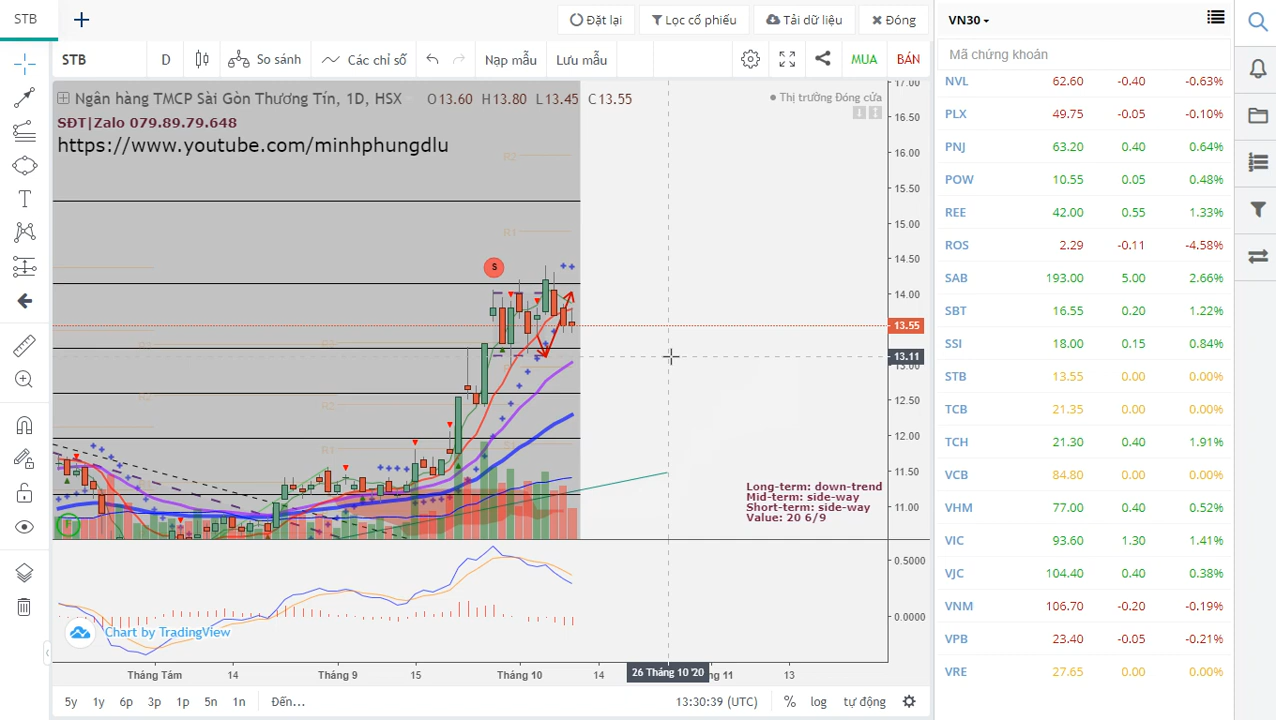 STB
Đặt lại
Lọc cổ phiếu
Tải dữ liệu
Đóng
VN30
STB
D
So sánh
Các chỉ số
Nạp mẫu
Lưu mẫu
MUA
BÁN
Mã chứng khoán
Ngân hàng TMCP Sài Gòn Thương Tín, 1D, HSX O13.60 H13.80 L13.45 C13.55
Thị trường Đóng cửa
SĐT|Zalo 079.89.79.648
https://www.youtube.com/minhphungdlu
R2
R1
S
17.00
16.50
16.00
15.50
15.00
14.50
14.00
13.55
13.11
13.00
12.50
12.00
11.50
11.00
0.5000
0.0000
Long-term: down-trend
Mid-term: side-way
Short-term: side-way
Value: 20 6/9
Chart by TradingView
Tháng Tám 14 Tháng 9 15 Tháng 10 14 26 Tháng 10 '20 13
5y 1y 6p 3p 1p 5n 1n Đến... 13:30:39 (UTC) % log tự động
NVL 62.60 -0.40 -0.63%
PLX 49.75 -0.05 -0.10%
PNJ 63.20 0.40 0.64%
POW 10.55 0.05 0.48%
REE 42.00 0.55 1.33%
ROS 2.29 -0.11 -4.58%
SAB 193.00 5.00 2.66%
SBT 16.55 0.20 1.22%
SSI 18.00 0.15 0.84%
STB 13.55 0.00 0.00%
TCB 21.35 0.00 0.00%
TCH 21.30 0.40 1.91%
VCB 84.80 0.00 0.00%
VHM 77.00 0.40 0.52%
VIC 93.60 1.30 1.41%
VJC 104.40 0.40 0.38%
VNM 106.70 -0.20 -0.19%
VPB 23.40 -0.05 -0.21%
VRE 27.65 0.00 0.00%